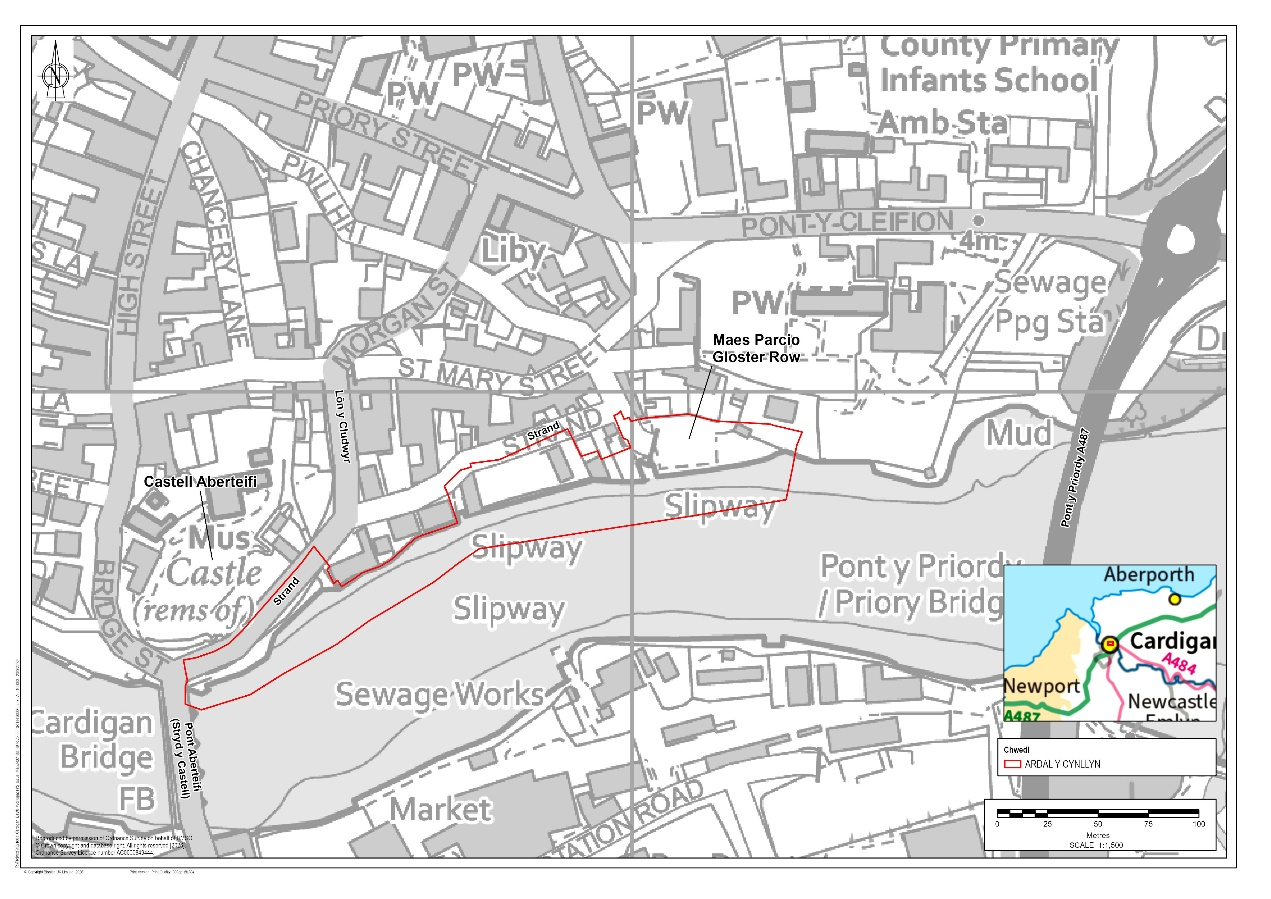 County Primary
Infants School
PW
PW
PW
Amb Sta
PRIORY STREET
CHANCERY LANE
PWLLHAI
HIGH STREET
Liby
MORGAN ST
PONT-Y-CLEIFION
4m
Sewage
Ppg Sta
PW
Maes Parcio
Gloster Row
ST MARY STREET
Lôn y Cludwyr
STRAND
Strand
Mud
Pont y Priordy A487
Castell Aberteifi
Mus
Castle
(rems of)
Strand
BRIDGE ST
Slipway
Slipway
Slipway
Pont y Priordy
/ Priory Bridg
Sewage Works
Cardigan
Bridge
FB
Pont Aberteifi
(Stryd y Castell)
Market
Aberporth
Cardigan
A484
Newport
Newcastle
Emlyn
A487
Chwedl
ARDAL Y CYNLLYN
0 25 50 75 100
Metres
SCALE 1:1,500
N